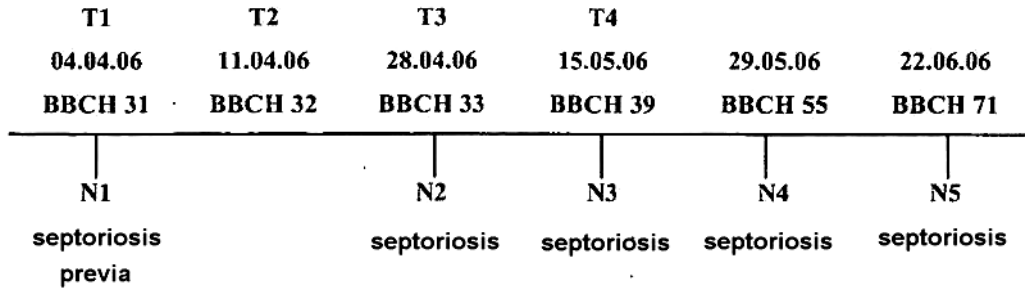 T1 T2 T3 T4
04.04.06 11.04.06 28.04.06 15.05.06 29.05.06 22.06.06
BBCH 31 BBCH 32 BBCH 33 BBCH 39 BBCH 55 BBCH 71
N1 N2 N3 N4 N5
septoriosis septoriosis septoriosis septoriosis septoriosis
previa